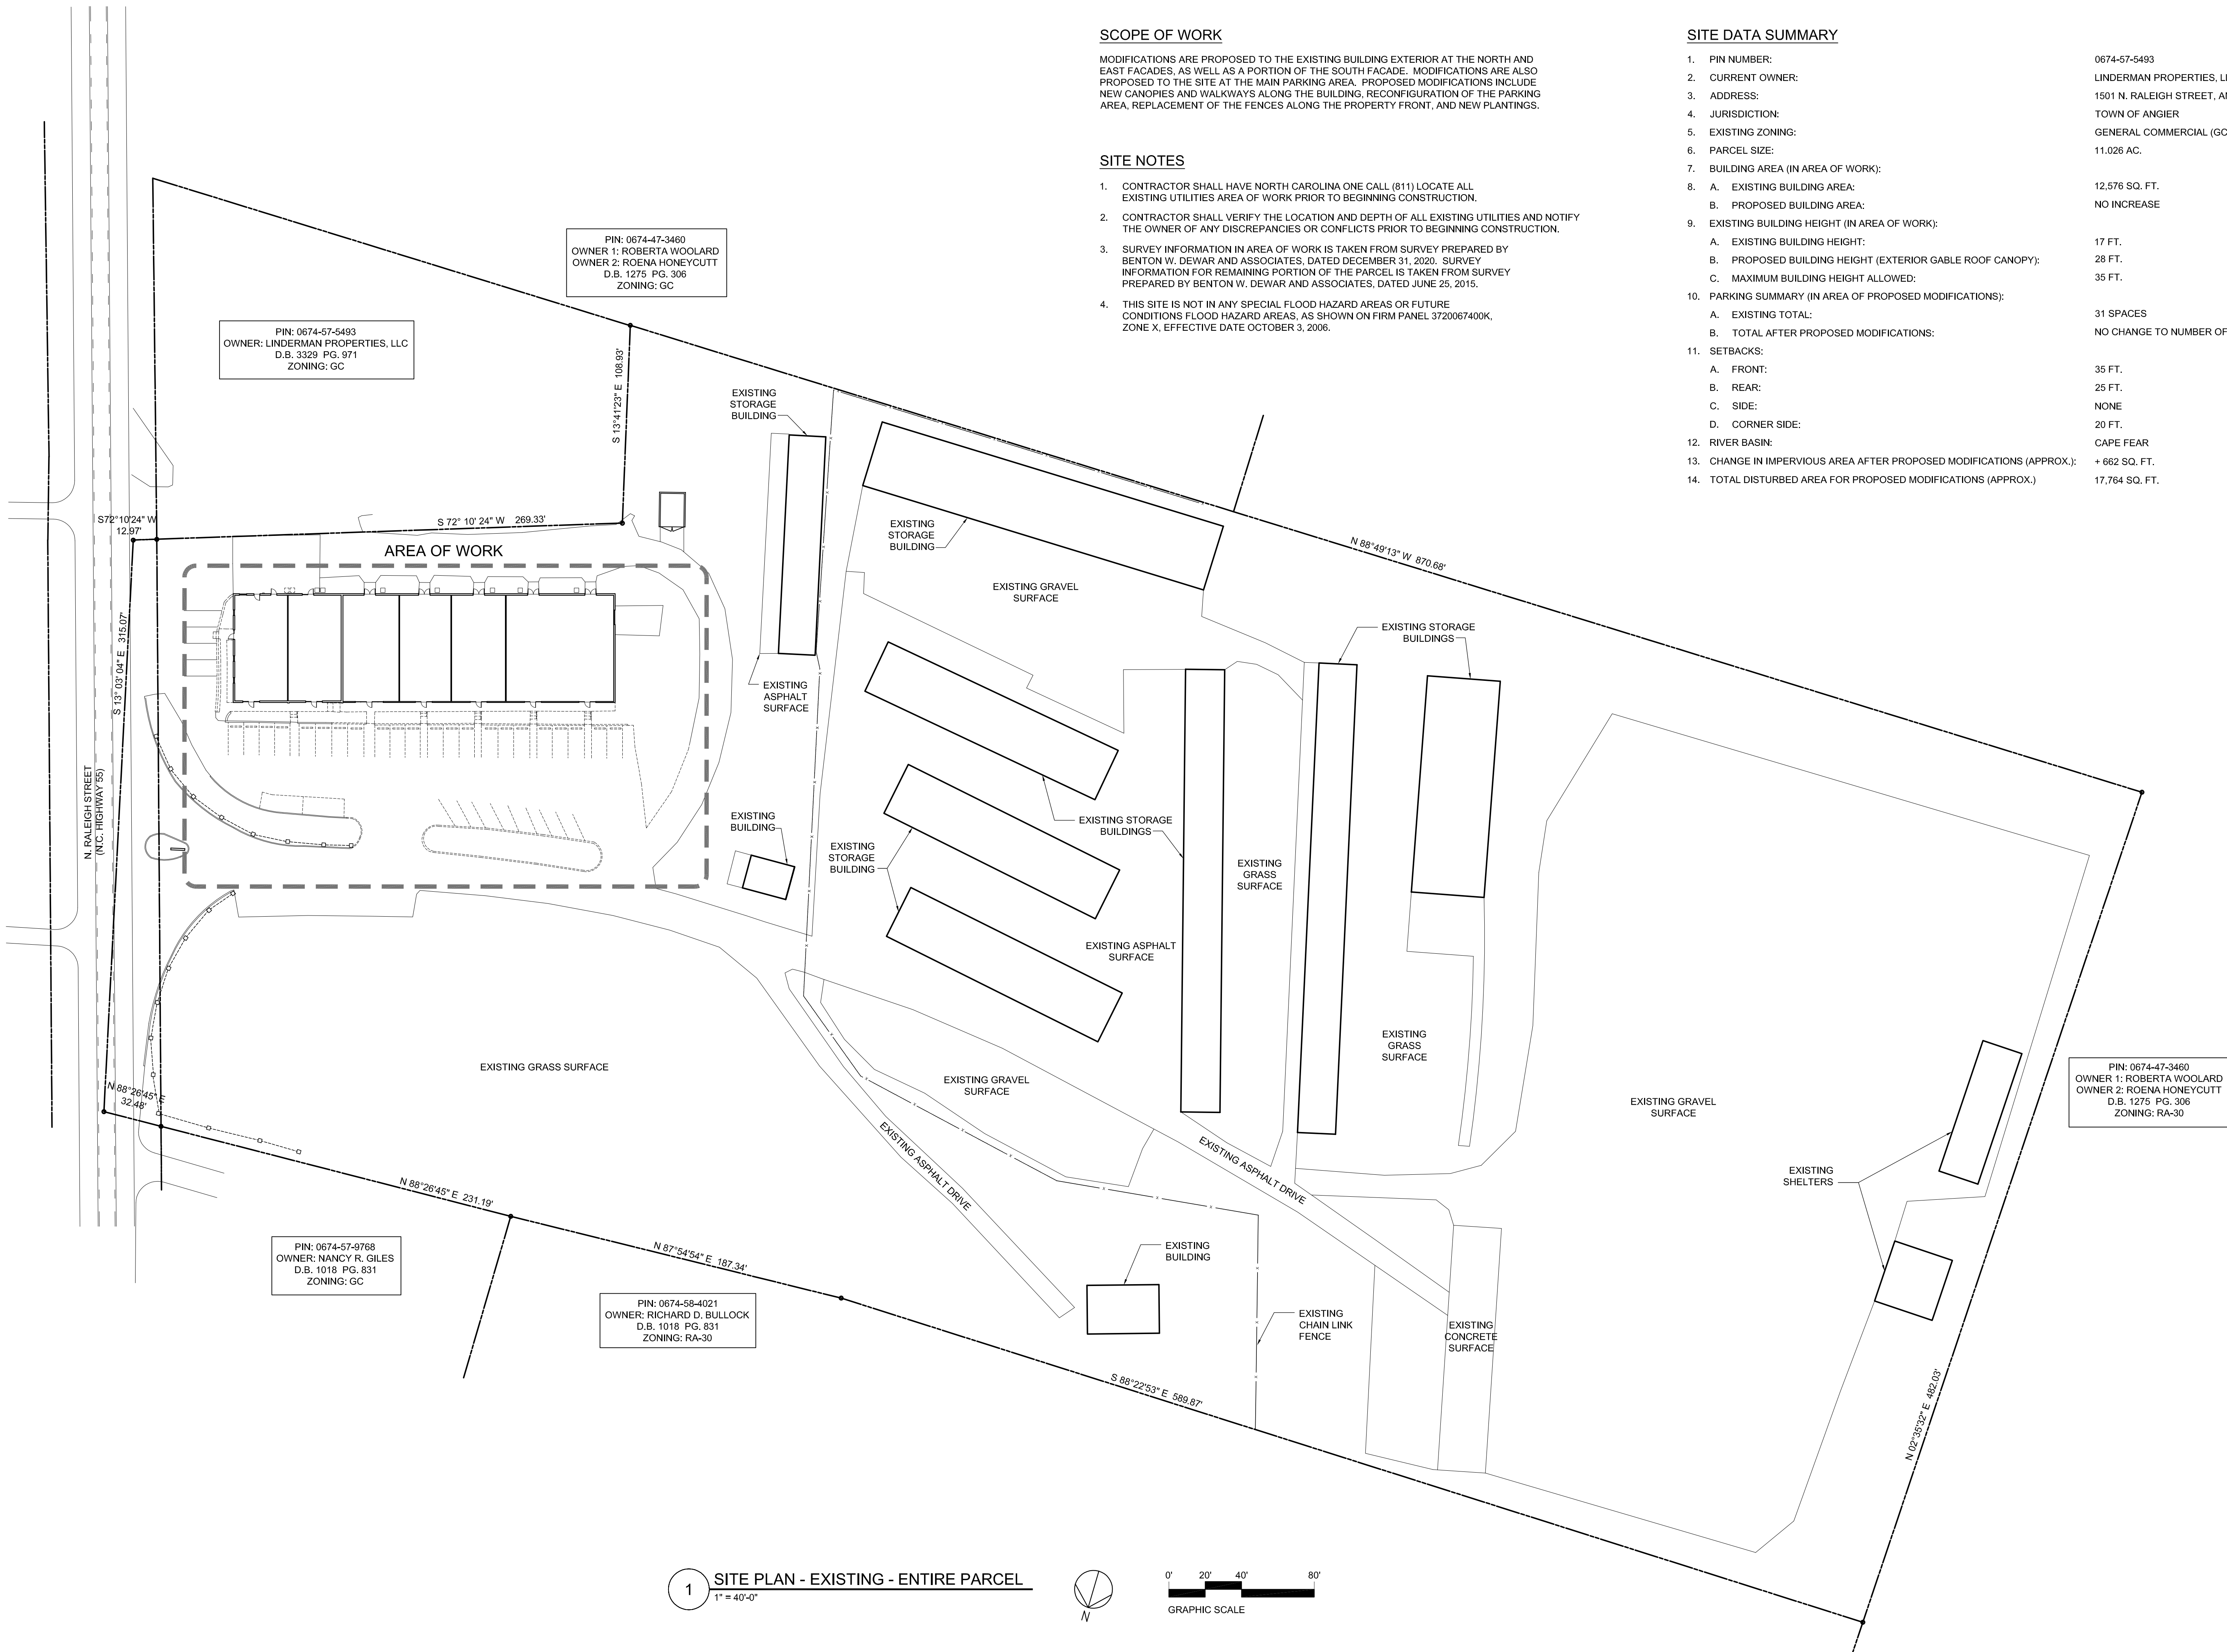 SCOPE OF WORK
MODIFICATIONS ARE PROPOSED TO THE EXISTING BUILDING EXTERIOR AT THE NORTH AND
EAST FACADES, AS WELL AS A PORTION OF THE SOUTH FACADE. MODIFICATIONS ARE ALSO
PROPOSED TO THE SITE AT THE MAIN PARKING AREA. PROPOSED MODIFICATIONS INCLUDE
NEW CANOPIES AND WALKWAYS ALONG THE BUILDING, RECONFIGURATION OF THE PARKING
AREA, REPLACEMENT OF THE FENCES ALONG THE PROPERTY FRONT, AND NEW PLANTINGS.
SITE NOTES
1. CONTRACTOR SHALL HAVE NORTH CAROLINA ONE CALL (811) LOCATE ALL
EXISTING UTILITIES AREA OF WORK PRIOR TO BEGINNING CONSTRUCTION.
2. CONTRACTOR SHALL VERIFY THE LOCATION AND DEPTH OF ALL EXISTING UTILITIES AND NOTIFY
THE OWNER OF ANY DISCREPANCIES OR CONFLICTS PRIOR TO BEGINNING CONSTRUCTION.
3. SURVEY INFORMATION IN AREA OF WORK IS TAKEN FROM SURVEY PREPARED BY
BENTON W. DEWAR AND ASSOCIATES, DATED DECEMBER 31, 2020. SURVEY
INFORMATION FOR REMAINING PORTION OF THE PARCEL IS TAKEN FROM SURVEY
PREPARED BY BENTON W. DEWAR AND ASSOCIATES, DATED JUNE 25, 2015.
4. THIS SITE IS NOT IN ANY SPECIAL FLOOD HAZARD AREAS OR FUTURE
CONDITIONS FLOOD HAZARD AREAS, AS SHOWN ON FIRM PANEL 3720067400K,
ZONE X, EFFECTIVE DATE OCTOBER 3, 2006.
SITE DATA SUMMARY
1. PIN NUMBER: 0674-57-5493
2. CURRENT OWNER: LINDERMAN PROPERTIES,
3. ADDRESS: 1501 N. RALEIGH STREET,
4. JURISDICTION: TOWN OF ANGIER
5. EXISTING ZONING: GENERAL COMMERCIAL (GC
6. PARCEL SIZE: 11.026 AC.
7. BUILDING AREA (IN AREA OF WORK):
8. A. EXISTING BUILDING AREA: 12,576 SQ. FT.
B. PROPOSED BUILDING AREA: NO INCREASE
9. EXISTING BUILDING HEIGHT (IN AREA OF WORK):
A. EXISTING BUILDING HEIGHT: 17 FT.
B. PROPOSED BUILDING HEIGHT (EXTERIOR GABLE ROOF CANOPY): 28 FT.
C. MAXIMUM BUILDING HEIGHT ALLOWED: 35 FT.
10. PARKING SUMMARY (IN AREA OF PROPOSED MODIFICATIONS):
A. EXISTING TOTAL: 31 SPACES
B. TOTAL AFTER PROPOSED MODIFICATIONS: NO CHANGE TO NUMBER OF
11. SETBACKS:
A. FRONT: 35 FT.
B. REAR: 25 FT.
C. SIDE: NONE
D. CORNER SIDE: 20 FT.
12. RIVER BASIN: CAPE FEAR
13. CHANGE IN IMPERVIOUS AREA AFTER PROPOSED MODIFICATIONS (APPROX.): + 662 SQ. FT.
14. TOTAL DISTURBED AREA FOR PROPOSED MODIFICATIONS (APPROX.) 17,764 SQ. FT.
PIN: 0674-47-3460
OWNER 1: ROBERTA WOOLARD
OWNER 2: ROENA HONEYCUTT
D.B. 1275 PG. 306
ZONING: GC
PIN: 0674-57-5493
OWNER: LINDERMAN PROPERTIES, LLC
D.B. 3329 PG. 971
ZONING: GC
S 13°41'23" E 108.93'
EXISTING
STORAGE
BUILDING
S72°10'24" W
12.97'
S 72° 10' 24" W 269.33'
AREA OF WORK
EXISTING
STORAGE
BUILDING
N 88°49'13" W 870.68'
EXISTING GRAVEL
SURFACE
S 13° 03' 04" E 315.07'
EXISTING STORAGE
BUILDINGS
EXISTING
ASPHALT
SURFACE
N. RALEIGH STREET
(N.C. HIGHWAY 55)
EXISTING
BUILDING
EXISTING STORAGE
BUILDINGS
EXISTING
STORAGE
BUILDING
EXISTING
GRASS
SURFACE
EXISTING ASPHALT
SURFACE
EXISTING
GRASS
SURFACE
EXISTING GRASS SURFACE
EXISTING GRAVEL
SURFACE
EXISTING GRAVEL
SURFACE
PIN: 0674-47-3460
OWNER 1: ROBERTA WOOLARD
OWNER 2: ROENA HONEYCUTT
D.B. 1275 PG. 306
ZONING: RA-30
N 88°26'45" E
32.48'
EXISTING ASPHALT DRIVE
EXISTING ASPHALT DRIVE
EXISTING
SHELTERS
N 88°26'45" E 231.19'
PIN: 0674-57-9768
OWNER: NANCY R. GILES
D.B. 1018 PG. 831
ZONING: GC
N 87°54'54" E 187.34'
EXISTING
BUILDING
PIN: 0674-58-4021
OWNER: RICHARD D. BULLOCK
D.B. 1018 PG. 831
ZONING: RA-30
EXISTING
CHAIN LINK
FENCE
EXISTING
CONCRETE
SURFACE
S 88°22'53" E 589.87'
N 02°35'32" E 482.03'
1
SITE PLAN - EXISTING - ENTIRE PARCEL
1" = 40'-0"
N
0' 20' 40' 80'
GRAPHIC SCALE